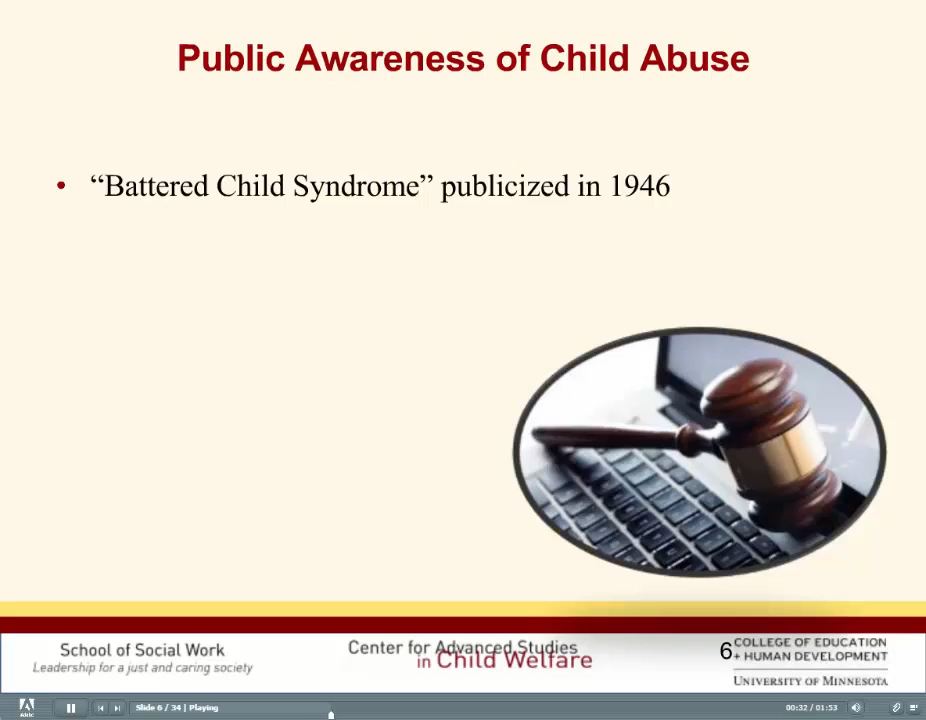 Public Awareness of Child Abuse
• “Battered Child Syndrome” publicized in 1946
School of Social Work
Leadership for a just and caring society
Center for Advanced Studies
in Child Welfare
6
COLLEGE OF EDUCATION
+ HUMAN DEVELOPMENT
UNIVERSITY OF MINNESOTA
Slide 6 / 34 | Playing
00:32 / 01:53